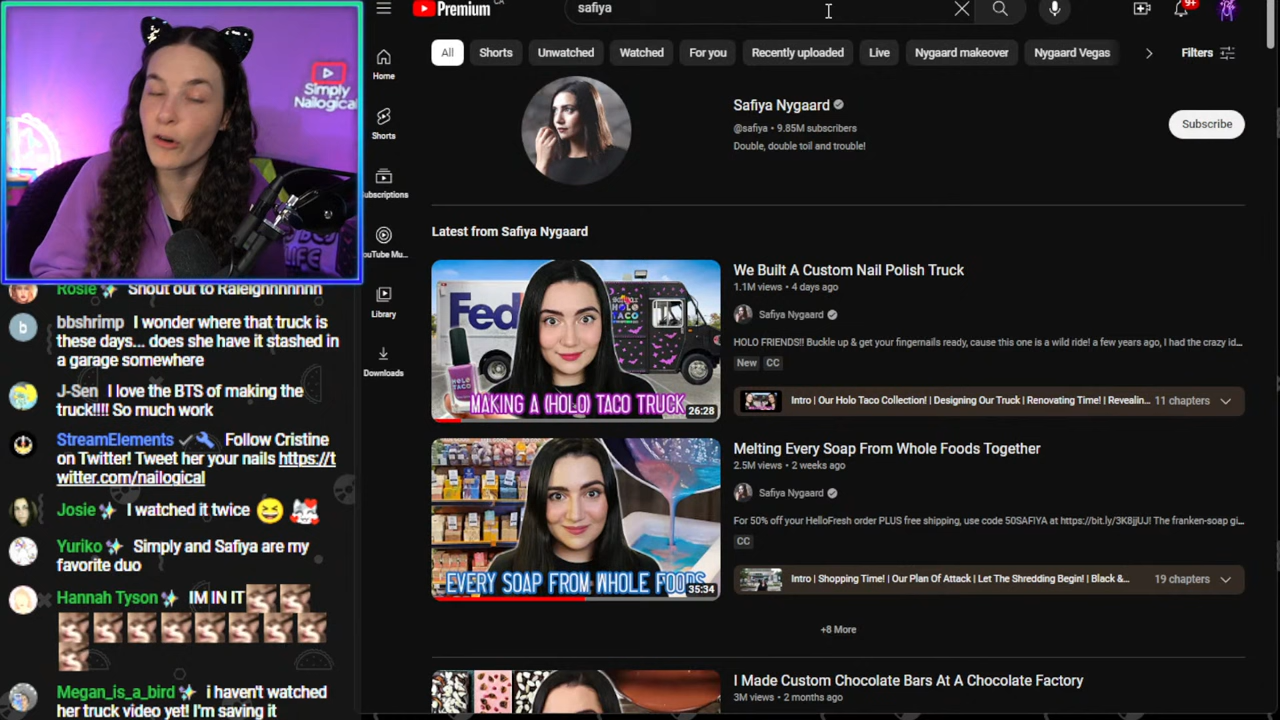 Simply
Nailogical
Rosie Shout out to Raleighnnnnnn
bbshrimp I wonder where that truck is
these days... does she have it stashed in
a garage somewhere
J-Sen I love the BTS of making the
truck!!!! So much work
StreamElements Follow Cristine
on Twitter! Tweet her your nails https://t
witter.com/nailogical
Josie I watched it twice
Yuriko Simply and Safiya are my
favorite duo
Hannah Tyson IM IN IT
Megan_is_a_bird i haven't watched
her truck video yet! I'm saving it
Premium CA
safiya
9+
Home
Shorts
Subscriptions
YouTube Mu...
Library
Downloads
All Shorts Unwatched Watched For you Recently uploaded Live Nygaard makeover Nygaard Vegas Filters
Safiya Nygaard
@safiya • 9.85M subscribers
Double, double toil and trouble!
Subscribe
Latest from Safiya Nygaard
FedE
HOLO TACO
HOLO
TACO
MAKING A (HOLO) TACO TRUCK
26:28
We Built A Custom Nail Polish Truck
1.1M views • 4 days ago
Safiya Nygaard
HOLO FRIENDS!! Buckle up & get your fingernails ready, cause this one is a wild ride! a few years ago, I had the crazy id...
New CC
Intro | Our Holo Taco Collection! | Designing Our Truck | Renovating Time! | Revealin... 11 chapters
EVERY SOAP FROM WHOLE FOODS
35:34
Melting Every Soap From Whole Foods Together
2.5M views • 2 weeks ago
Safiya Nygaard
For 50% off your HelloFresh order PLUS free shipping, use code 50SAFIYA at https://bit.ly/3K8jjUJ! The franken-soap gi...
CC
Intro | Shopping Time! | Our Plan Of Attack | Let The Shredding Begin! | Black &... 19 chapters
+8 More
I Made Custom Chocolate Bars At A Chocolate Factory
3M views • 2 months ago